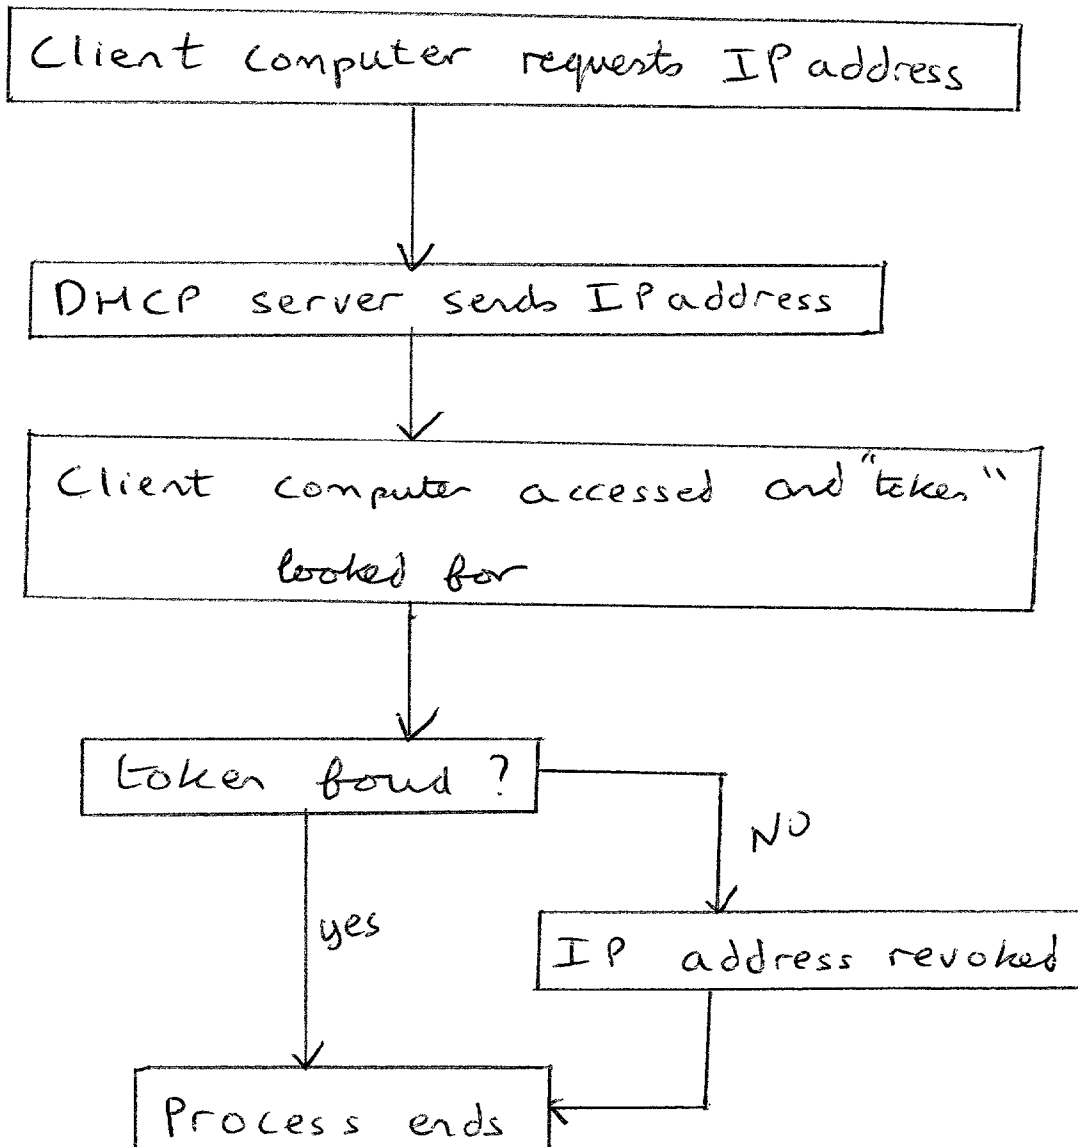 Client computer requests IP address
DHCP server sends IP address
Client computer accessed and "token"
looked for
token found ?
NO
yes
IP address revoked
Process ends